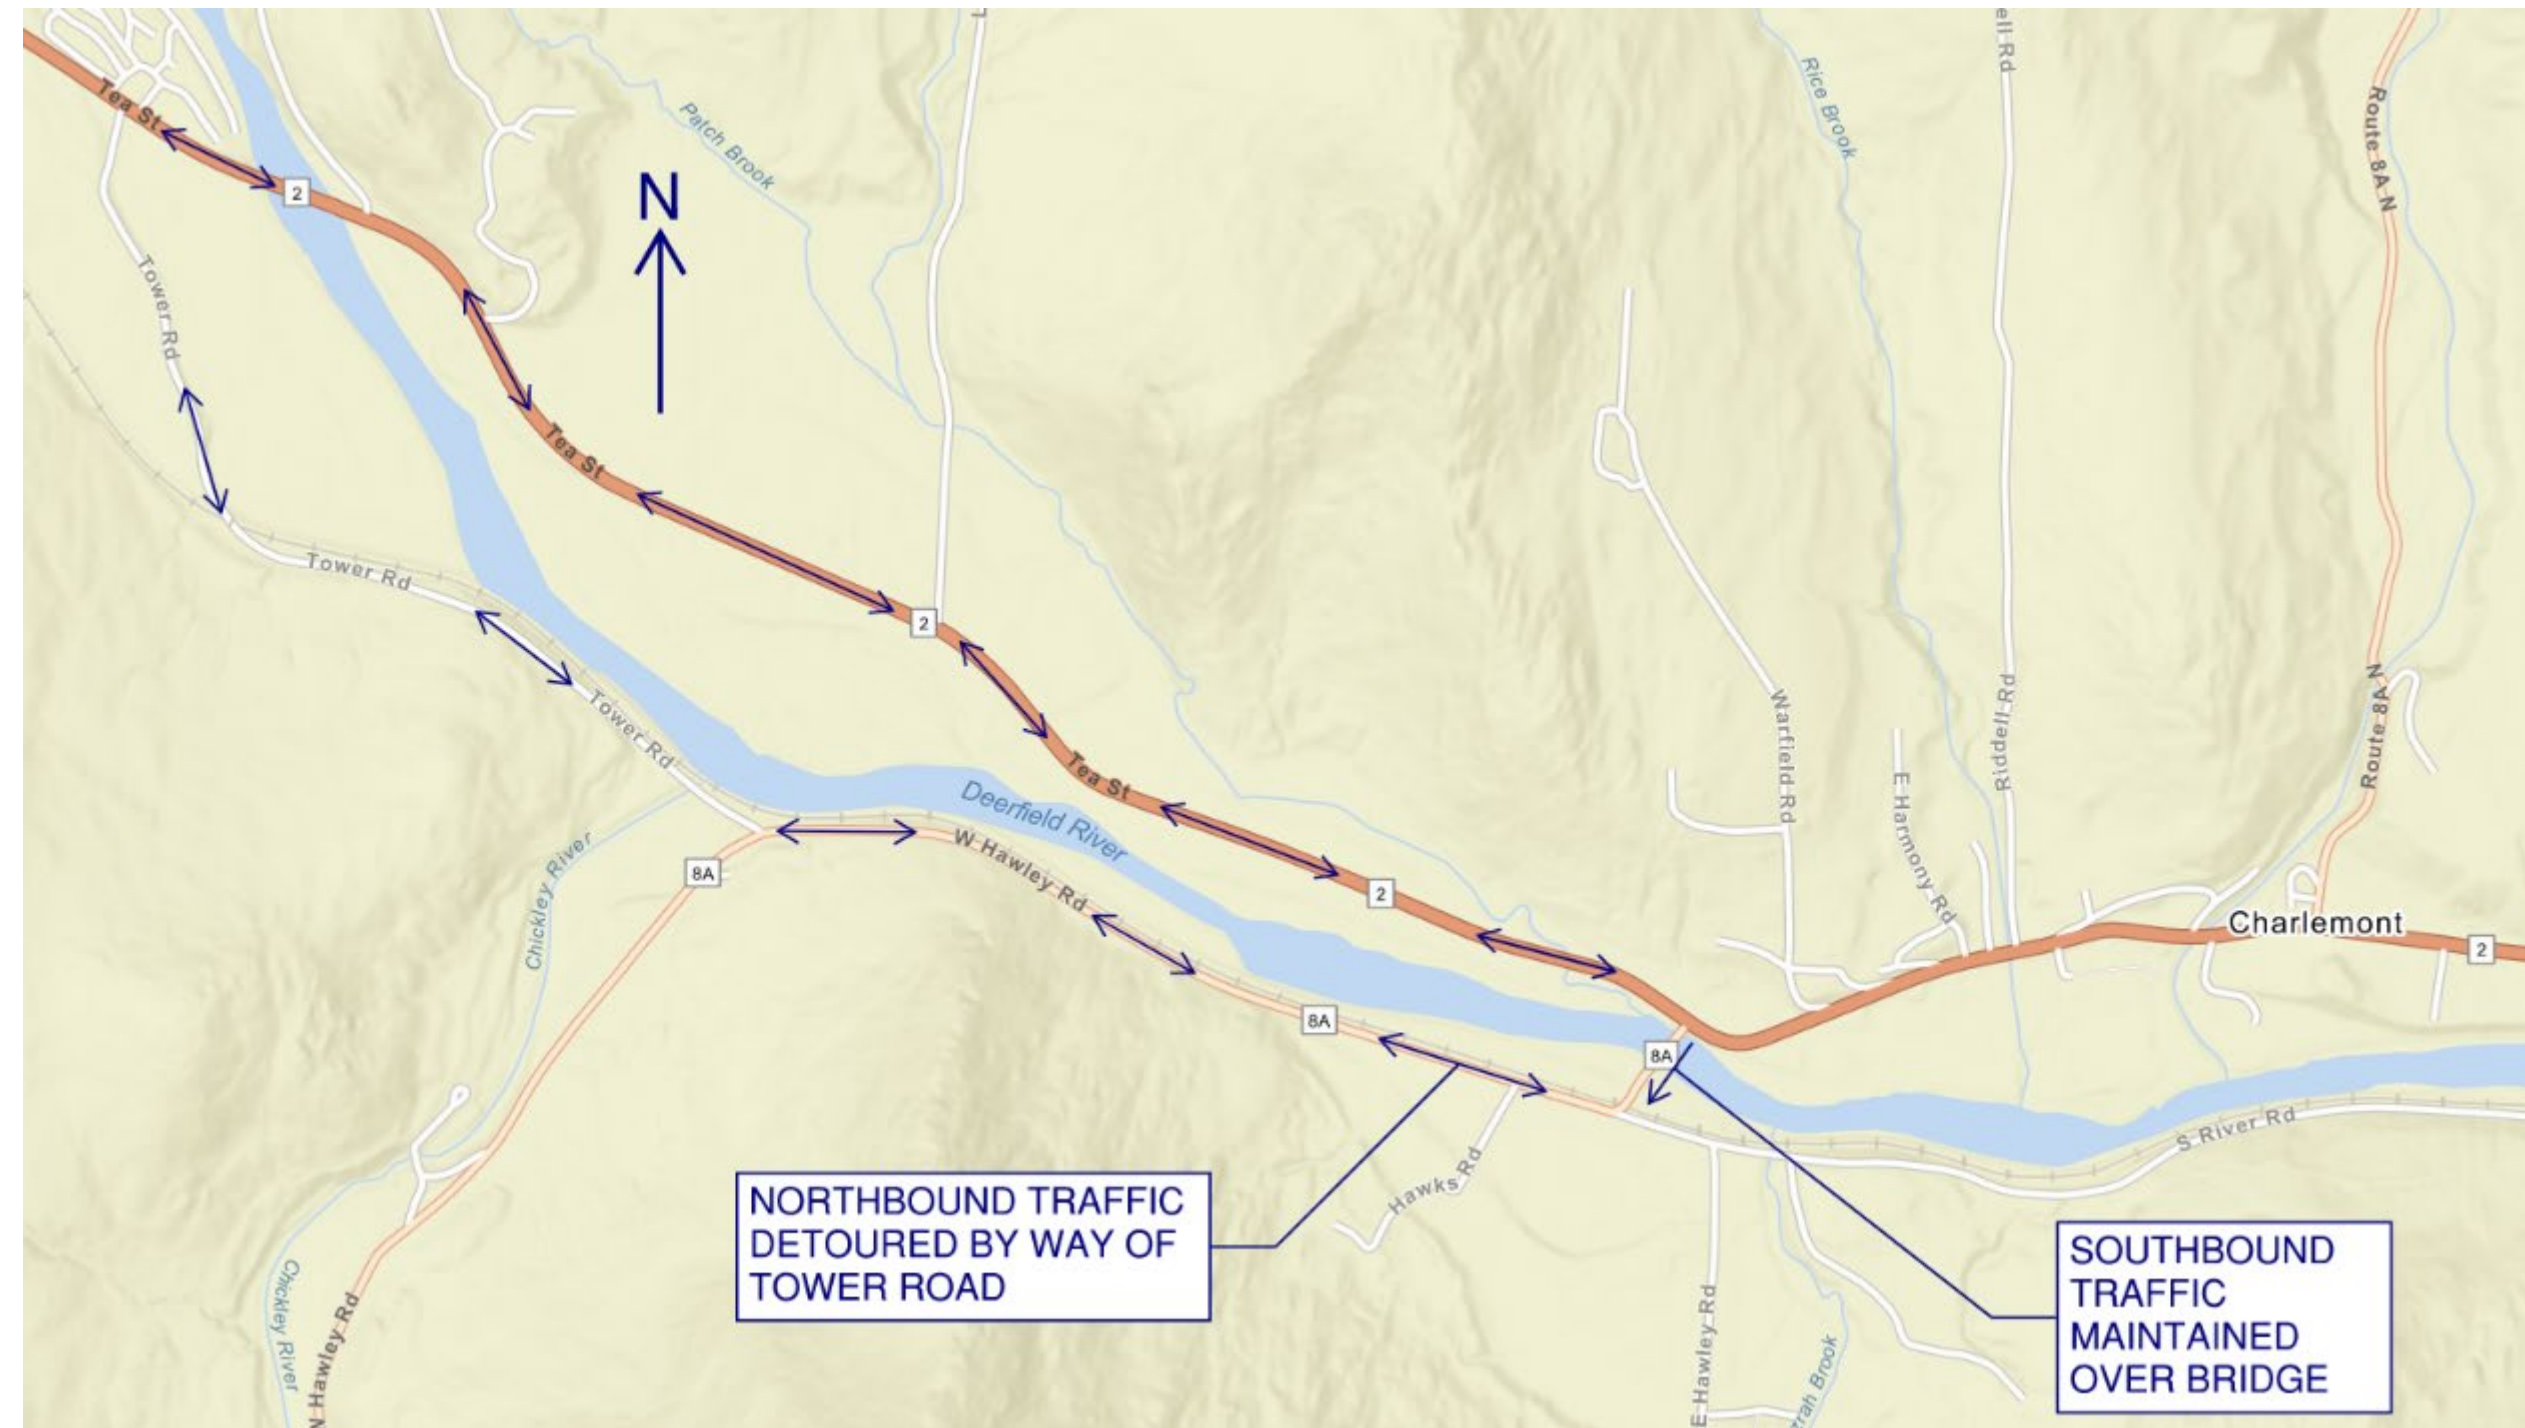 ell Rd
Rice Brook
Route 8A N
Tea St
Patch Brook
N
2
Tower Rd
Tea St
Tower Rd
2
Tower Rd
Warfield Rd
Riddell Rd
Route 8A N
Tea St
Deerfield River
E Harmony Rd
W Hawley Rd
8A
Chickley River
2
Charlemont
2
8A
8A
S River Rd
Hawks Rd
NORTHBOUND TRAFFIC
DETOURED BY WAY OF
TOWER ROAD
SOUTHBOUND
TRAFFIC
MAINTAINED
OVER BRIDGE
Chickley River
Hawley Rd
E Hawley Rd
Brook